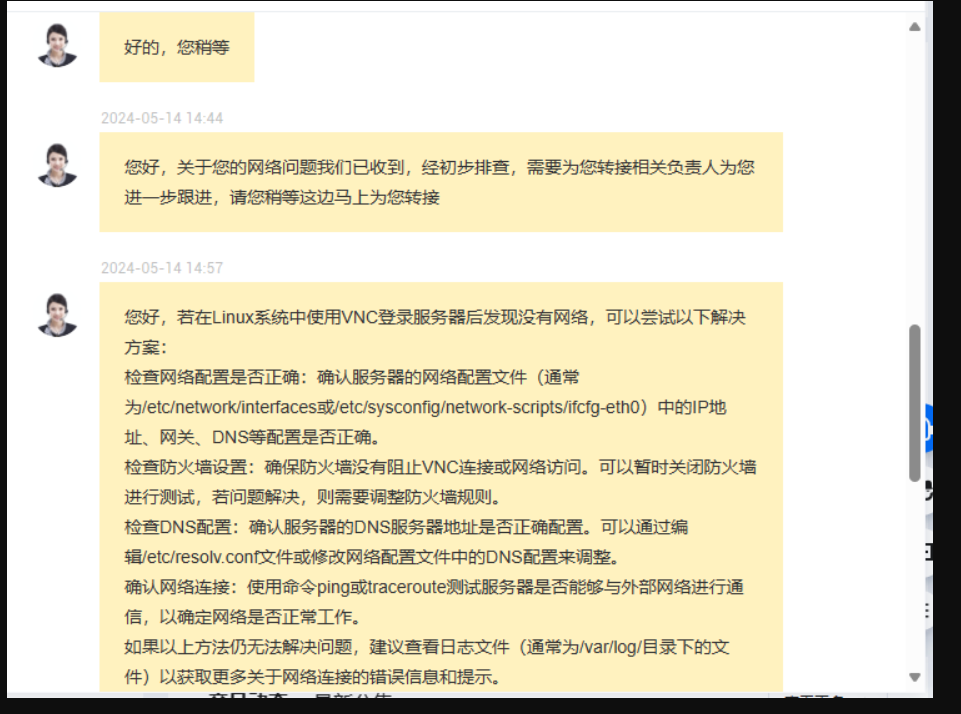 好的，您稍等
2024-05-14 14:44
您好，关于您的网络问题我们已收到，经初步排查，需要为您转接相关负责人为您
进一步跟进，请您稍等这边马上为您转接
2024-05-14 14:57
您好，若在Linux系统中使用VNC登录服务器后发现没有网络，可以尝试以下解决
方案：
检查网络配置是否正确：确认服务器的网络配置文件（通常
为/etc/network/interfaces或/etc/sysconfig/network-scripts/ifcfg-eth0）中的IP地
址、网关、DNS等配置是否正确。
检查防火墙设置：确保防火墙没有阻止VNC连接或网络访问。可以暂时关闭防火墙
进行测试，若问题解决，则需要调整防火墙规则。
检查DNS配置：确认服务器的DNS服务器地址是否正确配置。可以通过编
辑/etc/resolv.conf文件或修改网络配置文件中的DNS配置来调整。
确认网络连接：使用命令ping或traceroute测试服务器是否能够与外部网络进行通
信，以确定网络是否正常工作。
如果以上方法仍无法解决问题，建议查看日志文件（通常为/var/log/目录下的文
件）以获取更多关于网络连接的错误信息和提示。